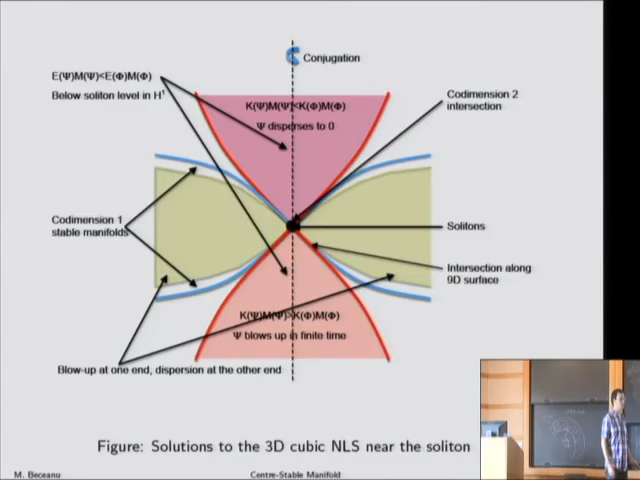 Conjugation
E(Ψ)M(Ψ)<E(Φ)M(Φ)
Below soliton level in H¹
K(Ψ)M(Ψ)<K(Φ)M(Φ)
Ψ disperses to 0
Codimension 2
intersection
Codimension 1
stable manifolds
Solitons
Intersection along
9D surface
K(Ψ)M(Ψ)>K(Φ)M(Φ)
Ψ blows up in finite time
Blow-up at one end, dispersion at the other end
Figure: Solutions to the 3D cubic NLS near the soliton
M. Beceanu
Centre-Stable Manifold